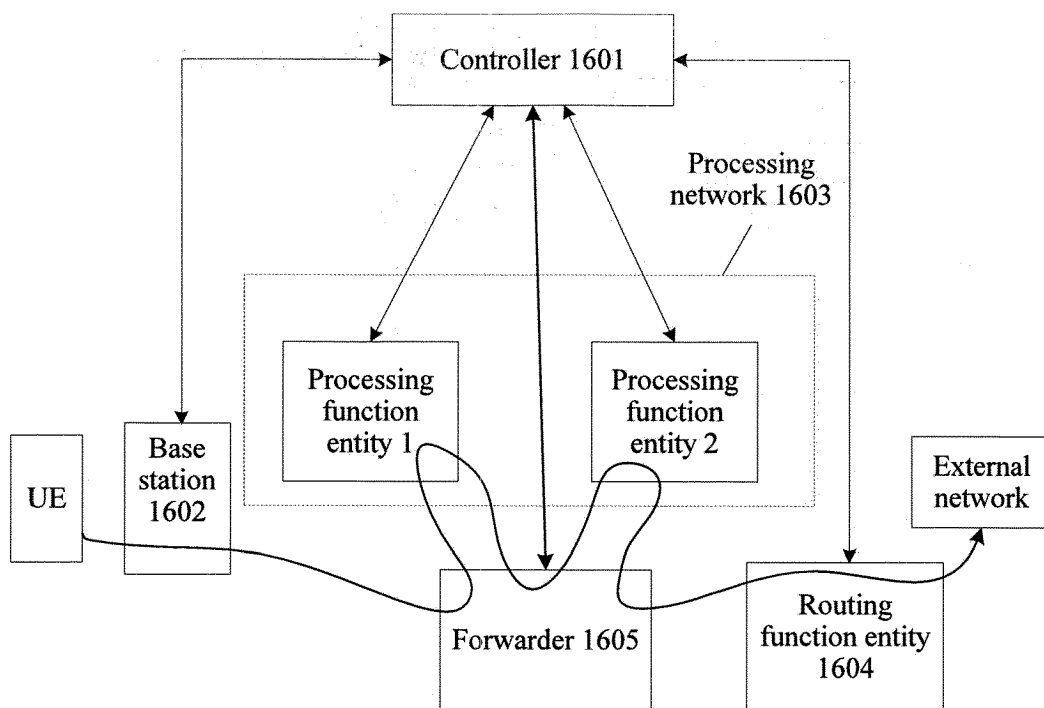 Controller 1601
Processing
network 1603
Processing
function
entity 1
Processing
function
entity 2
UE
Base
station
1602
External
network
Forwarder 1605
Routing
function entity
1604